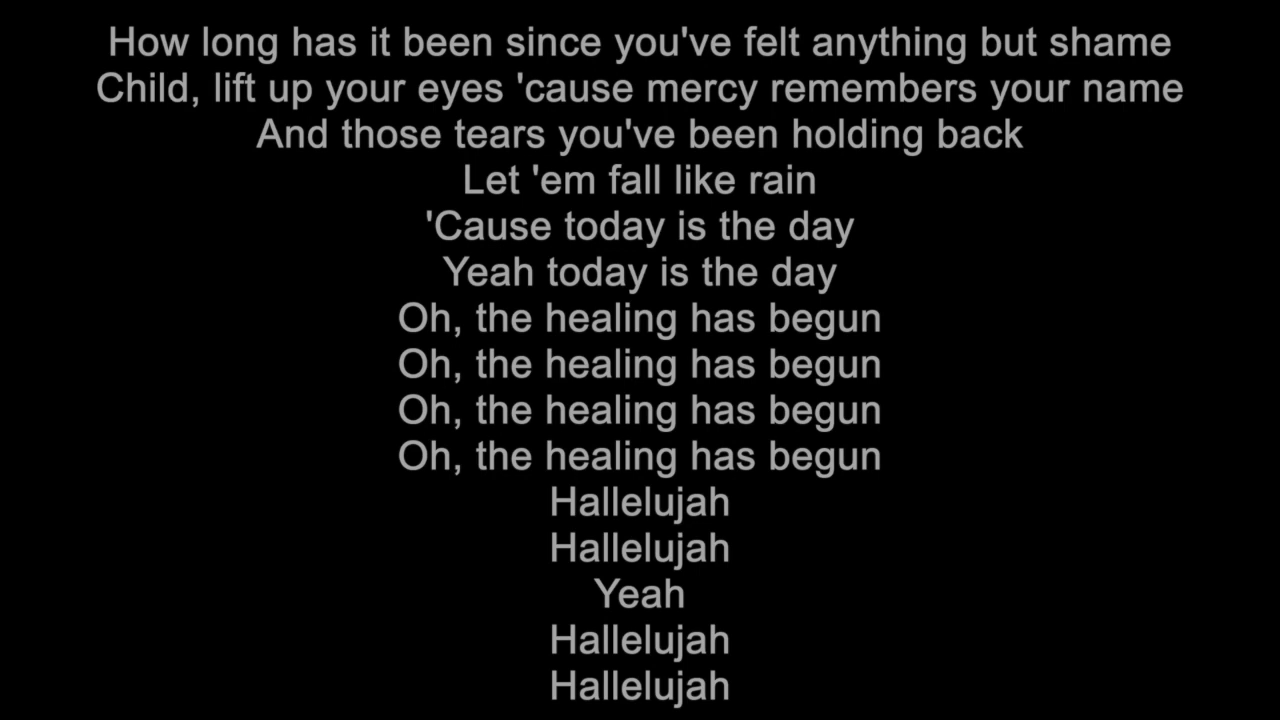 How long has it been since you've felt anything but shame
Child, lift up your eyes 'cause mercy remembers your name
And those tears you've been holding back
Let 'em fall like rain
'Cause today is the day
Yeah today is the day
Oh, the healing has begun
Oh, the healing has begun
Oh, the healing has begun
Oh, the healing has begun
Hallelujah
Hallelujah
Yeah
Hallelujah
Hallelujah